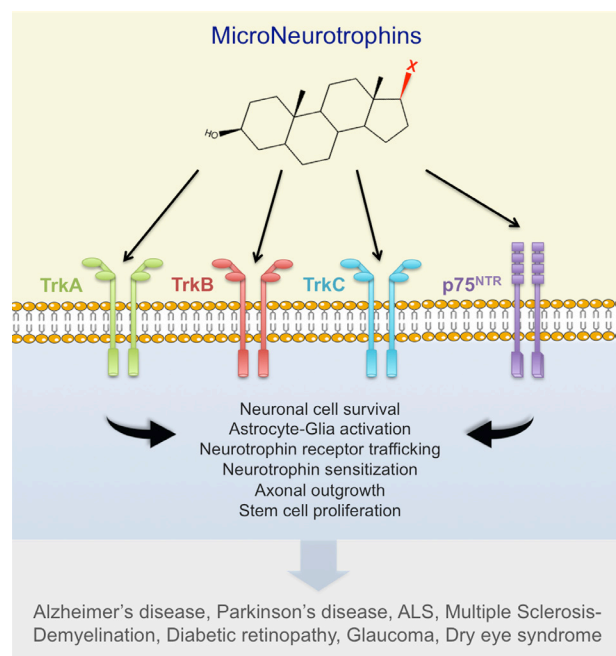 MicroNeurotrophins
X
HO
TrkA
TrkB
TrkC
p75NTR
Neuronal cell survival
Astrocyte-Glia activation
Neurotrophin receptor trafficking
Neurotrophin sensitization
Axonal outgrowth
Stem cell proliferation
Alzheimer's disease, Parkinson's disease, ALS, Multiple Sclerosis-
Demyelination, Diabetic retinopathy, Glaucoma, Dry eye syndrome